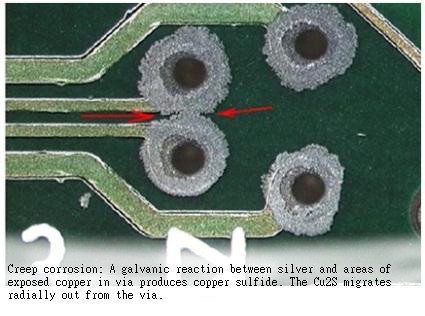 2 N
Creep corrosion: A galvanic reaction between silver and areas of
exposed copper in via produces copper sulfide. The Cu2S migrates
radially out from the via.